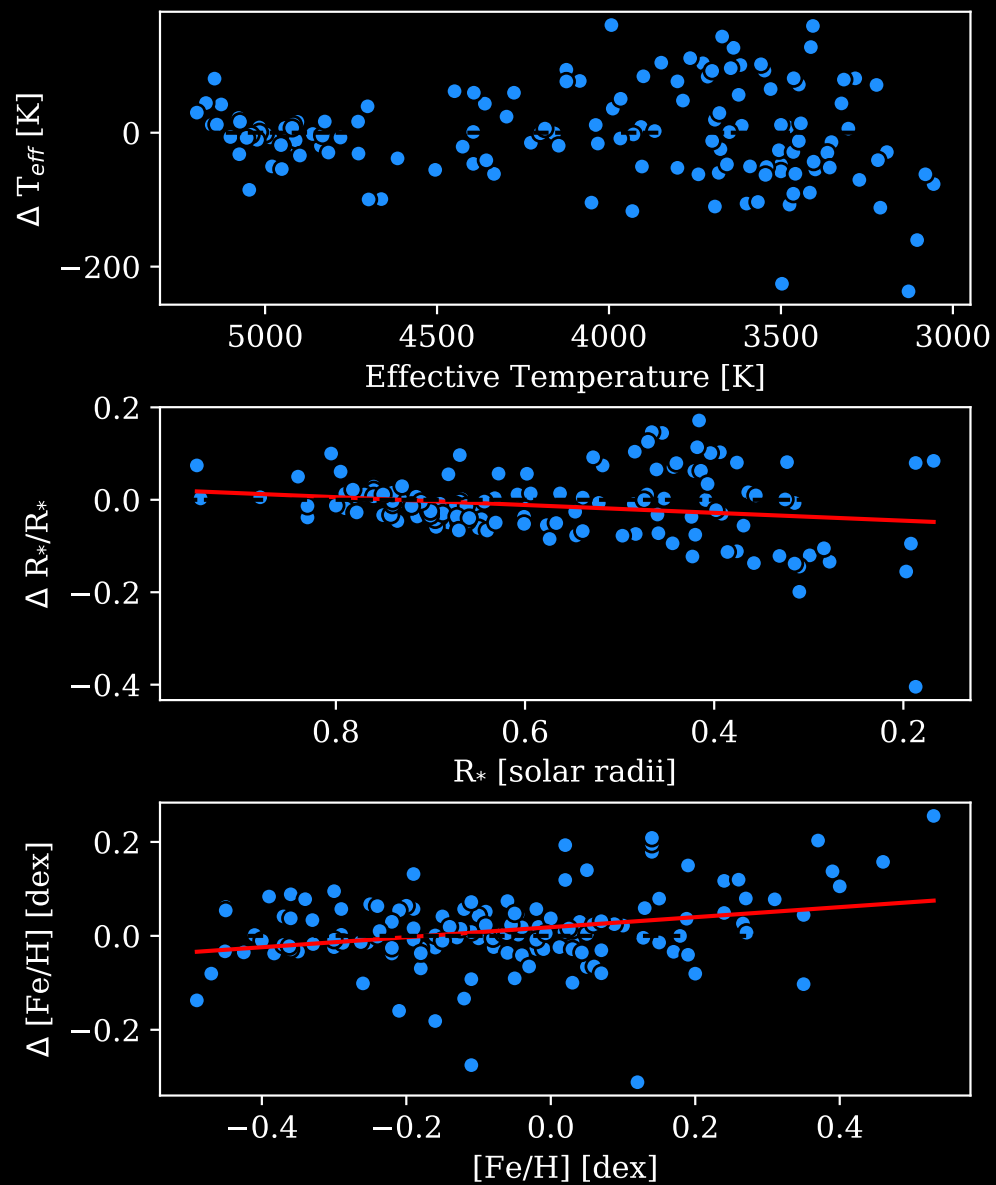 Δ T_eff [K]
0
−200
5000 4500 4000 3500 3000
Effective Temperature [K]
Δ R*/R*
0.2
0.0
−0.2
−0.4
0.8 0.6 0.4 0.2
R* [solar radii]
Δ [Fe/H] [dex]
0.2
0.0
−0.2
−0.4 −0.2 0.0 0.2 0.4
[Fe/H] [dex]